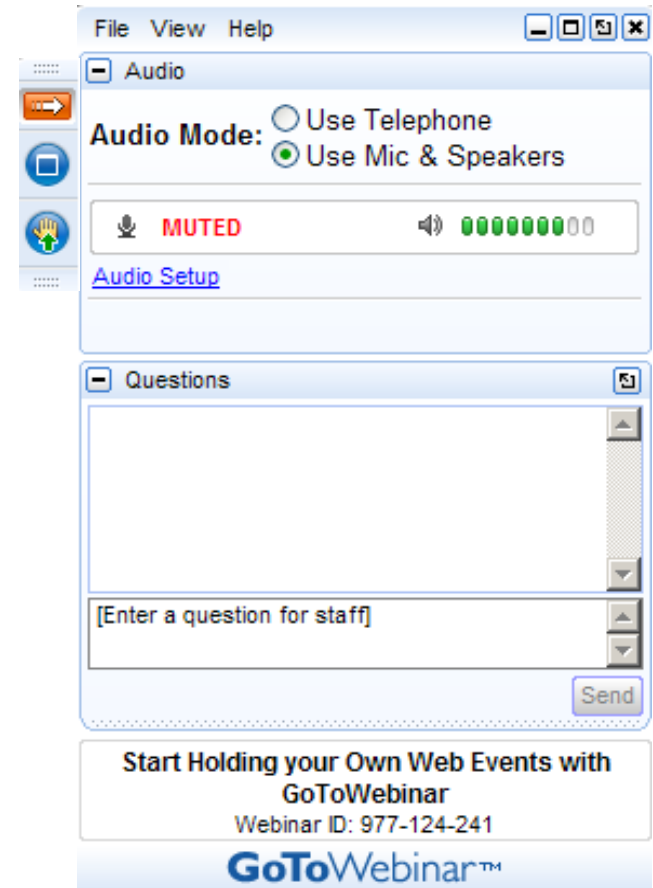 File View Help
Audio
Audio Mode:
Use Telephone
Use Mic & Speakers
MUTED
Audio Setup
Questions
[Enter a question for staff]
Send
Start Holding your Own Web Events with
GoToWebinar
Webinar ID: 977-124-241
GoToWebinar™